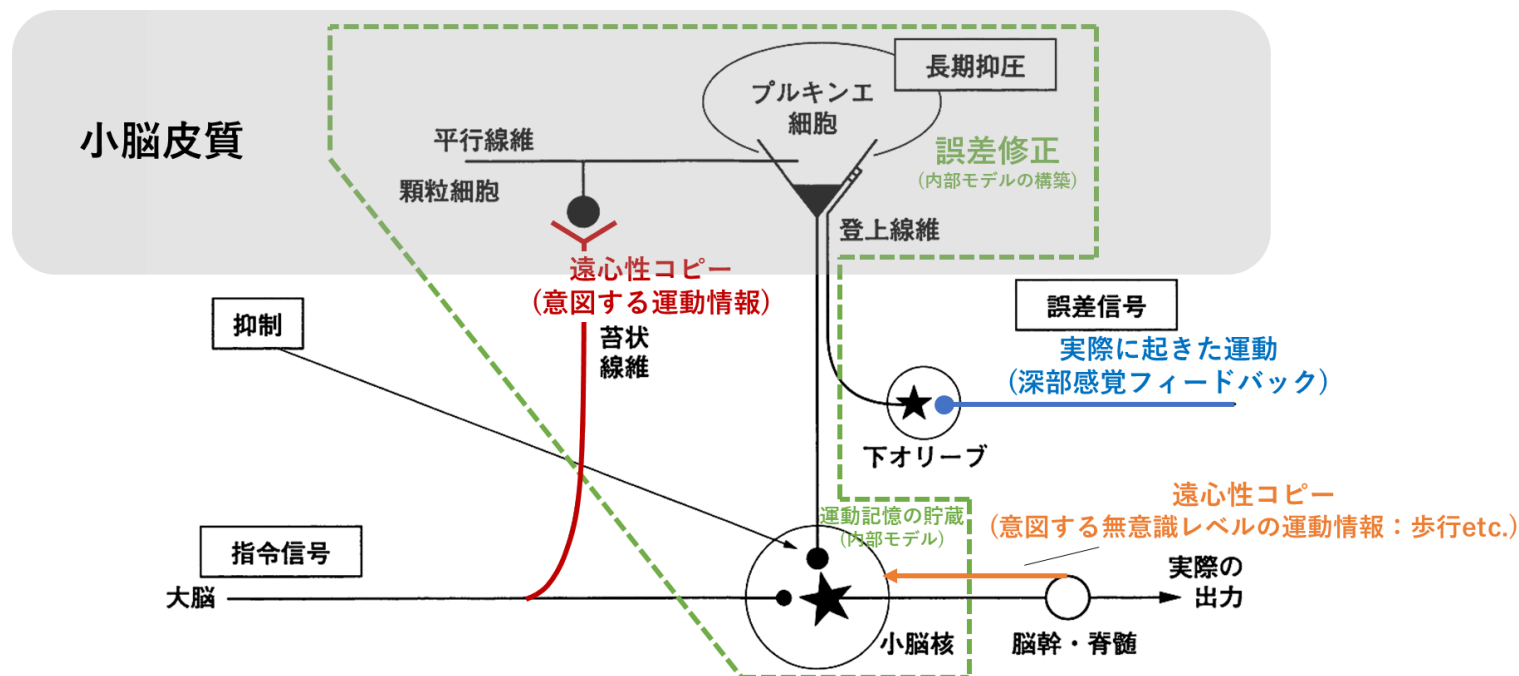 長期抑圧
プルキンエ
細胞
小脳皮質
平行線維
誤差修正
(内部モデルの構築)
顆粒細胞
登上線維
遠心性コピー
(意図する運動情報)
抑制
苔状
線維
誤差信号
実際に起きた運動
(深部感覚フィードバック)
下オリーブ
遠心性コピー
(意図する無意識レベルの運動情報：歩行etc.)
運動記憶の貯蔵
(内部モデル)
指令信号
大脳
実際の
出力
小脳核
脳幹・脊髄